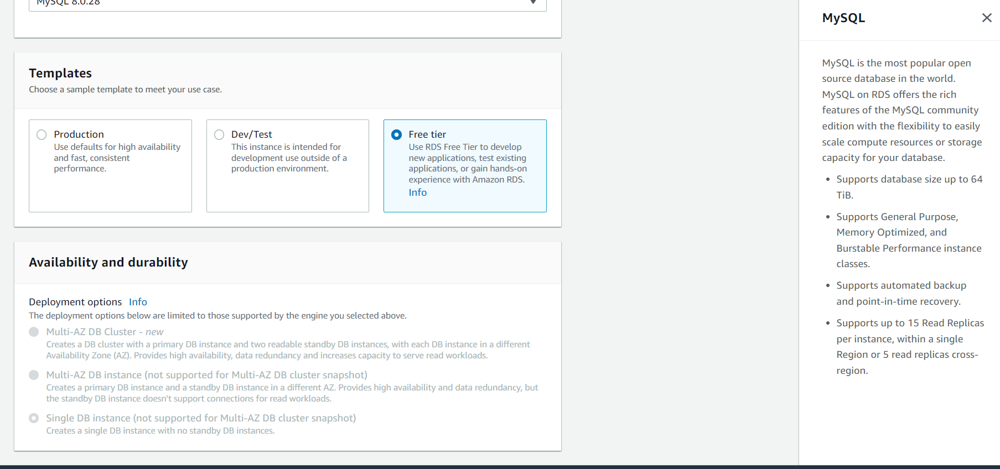 MySQL 8.0.28
Templates
Choose a sample template to meet your use case.
Production
Use defaults for high availability
and fast, consistent
performance.
Dev/Test
This instance is intended for
development use outside of a
production environment.
Free tier
Use RDS Free Tier to develop
new applications, test existing
applications, or gain hands-on
experience with Amazon RDS.
Info
Availability and durability
Deployment options Info
The deployment options below are limited to those supported by the engine you selected above.
Multi-AZ DB Cluster - new
Creates a DB cluster with a primary DB instance and two readable standby DB instances, with each DB instance in a different
Availability Zone (AZ). Provides high availability, data redundancy and increases capacity to serve read workloads.
Multi-AZ DB instance (not supported for Multi-AZ DB cluster snapshot)
Creates a primary DB instance and a standby DB instance in a different AZ. Provides high availability and data redundancy, but
the standby DB instance doesn't support connections for read workloads.
Single DB instance (not supported for Multi-AZ DB cluster snapshot)
Creates a single DB instance with no standby DB instances.
MySQL
MySQL is the most popular open
source database in the world.
MySQL on RDS offers the rich
features of the MySQL community
edition with the flexibility to easily
scale compute resources or storage
capacity for your database.
• Supports database size up to 64
TiB.
• Supports General Purpose,
Memory Optimized, and
Burstable Performance instance
classes.
• Supports automated backup
and point-in-time recovery.
• Supports up to 15 Read Replicas
per instance, within a single
Region or 5 read replicas cross-
region.